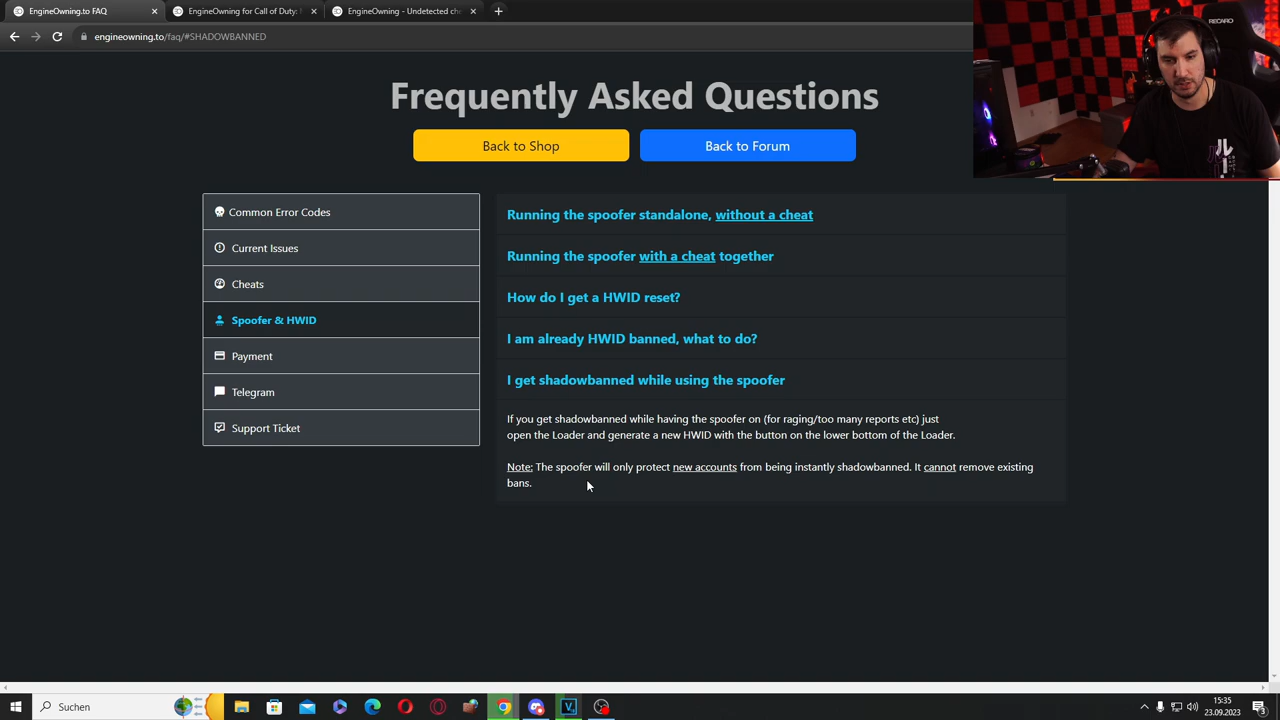 EngineOwning.to FAQ
EngineOwning for Call of Duty:
EngineOwning - Undetected che
engineowning.to/faq/#SHADOWBANNED
RECARO
Frequently Asked Questions
Back to Shop
Back to Forum
Common Error Codes
Current Issues
Cheats
Spoofer & HWID
Payment
Telegram
Support Ticket
Running the spoofer standalone, without a cheat
Running the spoofer with a cheat together
How do I get a HWID reset?
I am already HWID banned, what to do?
I get shadowbanned while using the spoofer
If you get shadowbanned while having the spoofer on (for raging/too many reports etc) just
open the Loader and generate a new HWID with the button on the lower bottom of the Loader.
Note: The spoofer will only protect new accounts from being instantly shadowbanned. It cannot remove existing
bans.
Suchen
15:35
23.09.2023
3